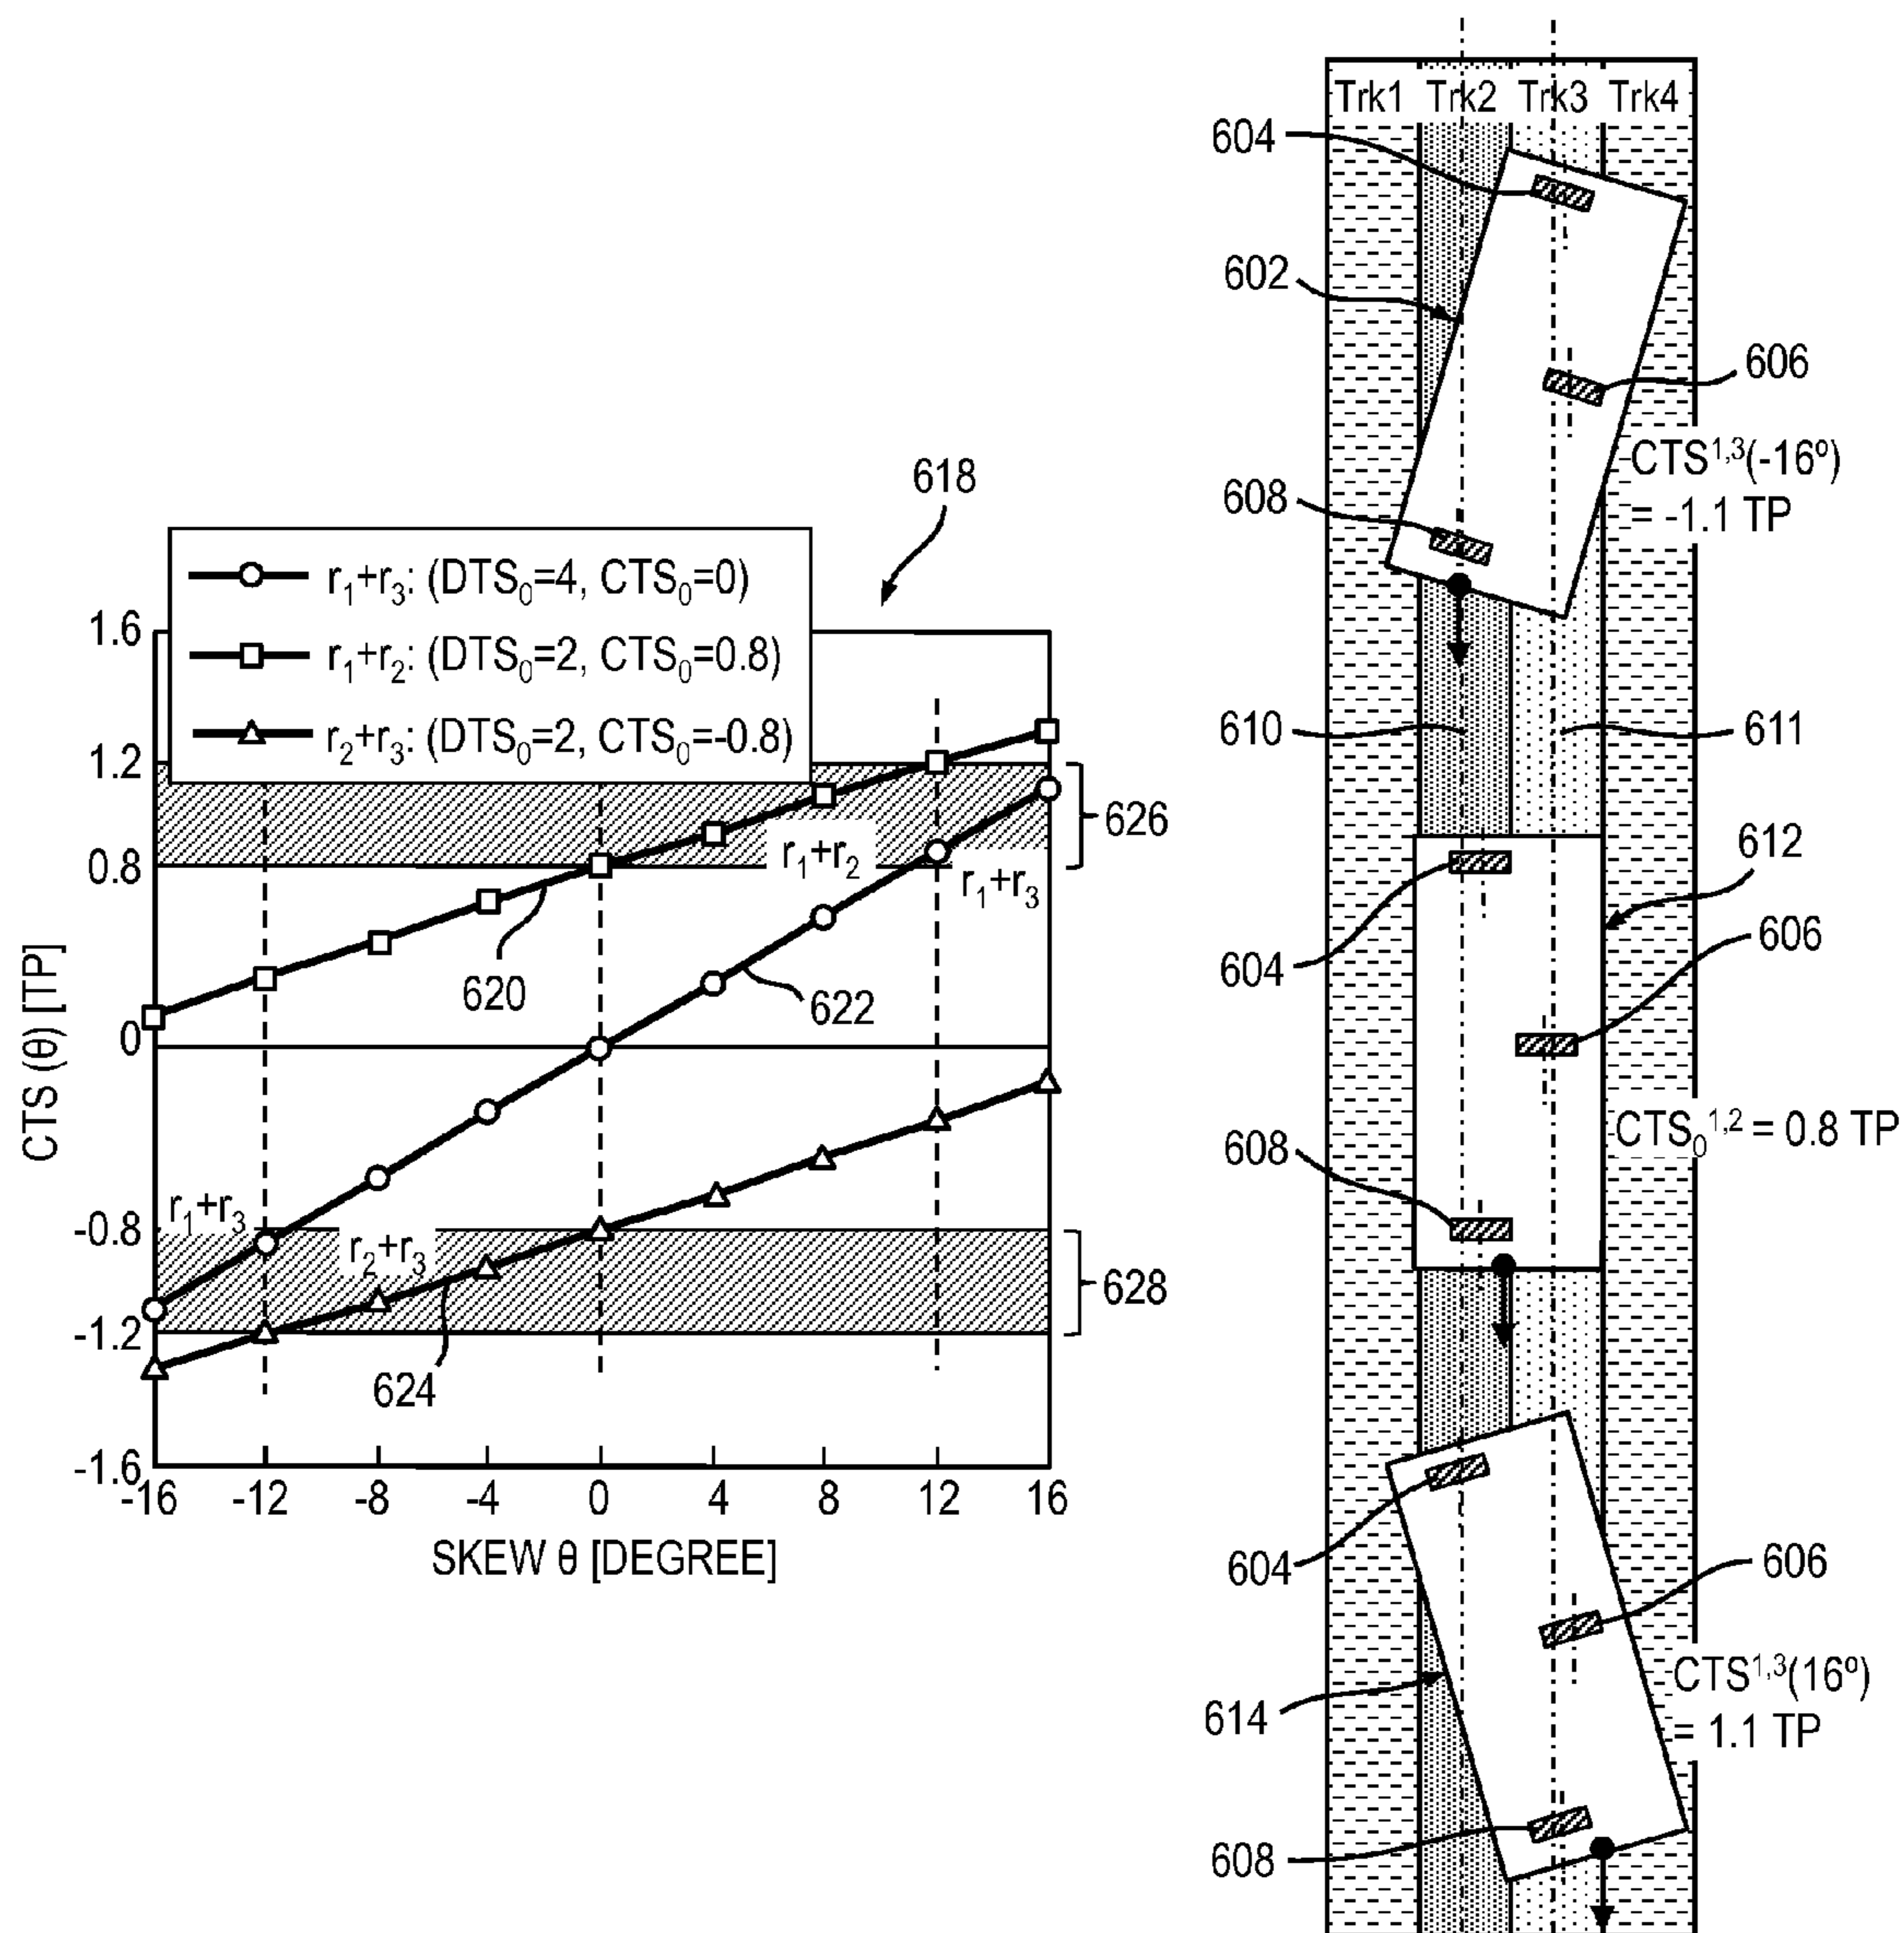 618
r₁+r₃: (DTS₀=4, CTS₀=0)
r₁+r₂: (DTS₀=2, CTS₀=0.8)
r₂+r₃: (DTS₀=2, CTS₀=-0.8)
1.6
1.2
0.8
0
-0.8
-1.2
-1.6
CTS (θ) [TP]
r₁+r₂
r₁+r₃
r₁+r₃
r₂+r₃
620
622
624
626
628
-16 -12 -8 -4 0 4 8 12 16
SKEW θ [DEGREE]
Trk1 Trk2 Trk3 Trk4
604
602
606
CTS¹,³(-16º)
= -1.1 TP
608
610
611
612
606
604
608
CTS₀¹,² = 0.8 TP
604
606
614
CTS¹,³(16º)
= 1.1 TP
608